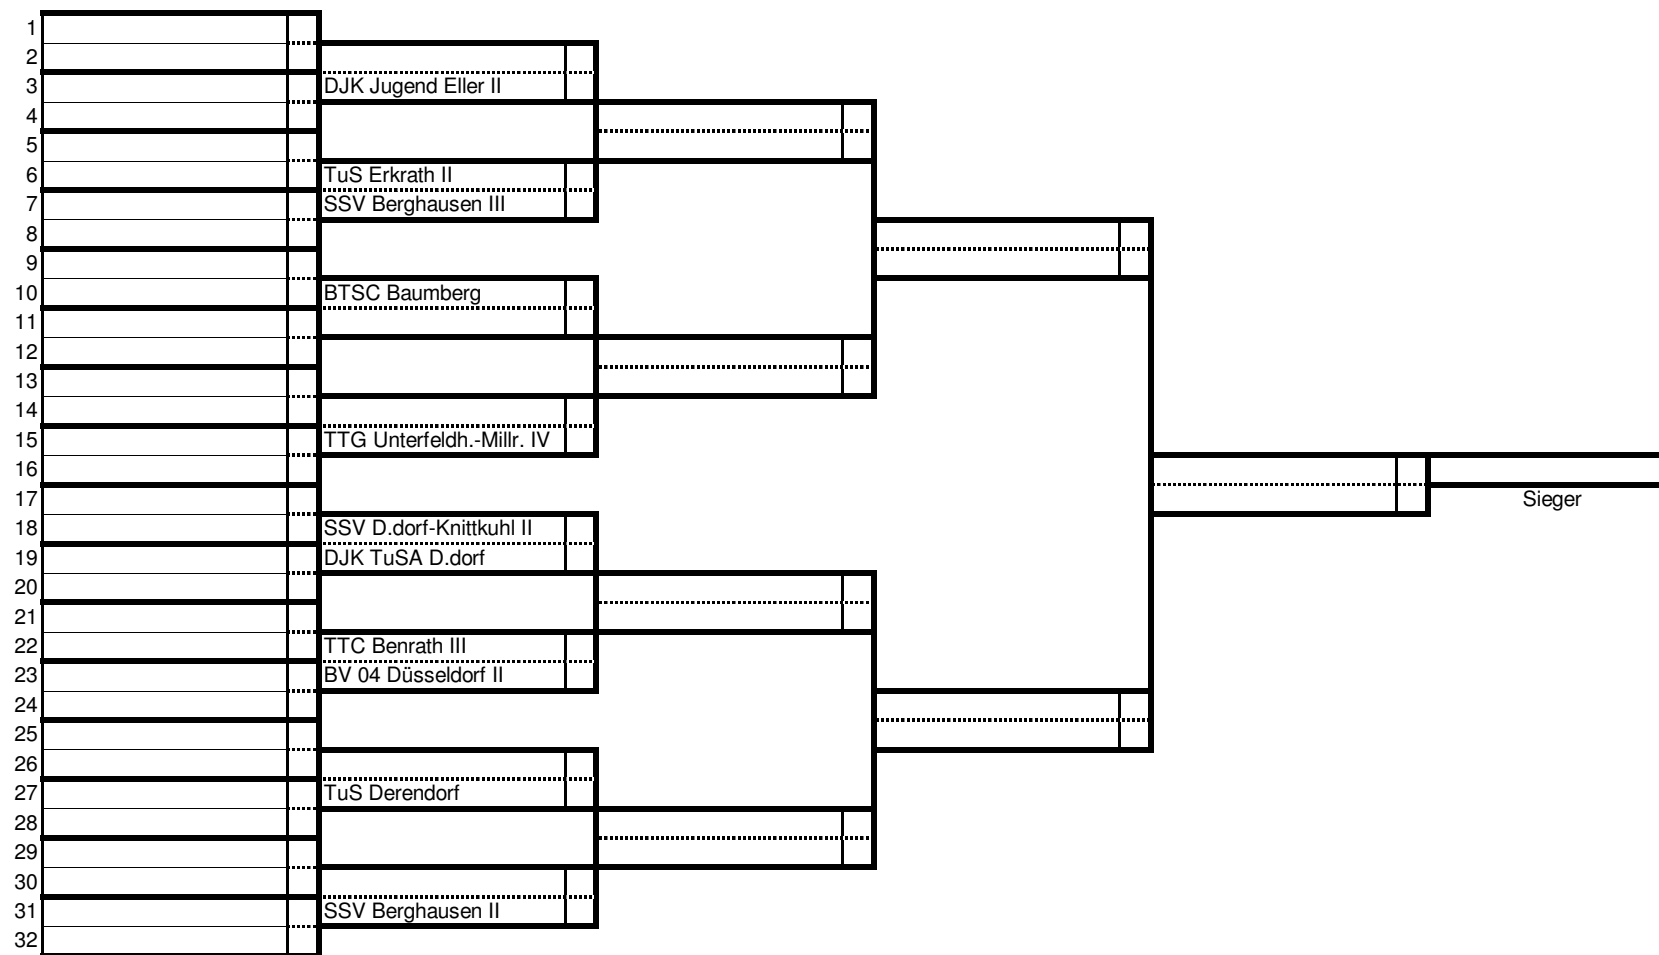 1
2
3 DJK Jugend Eller II
4
5
6 TuS Erkrath II
7 SSV Berghausen III
8
9
10 BTSC Baumberg
11
12
13
14
15 TTG Unterfeldh.-Millr. IV
16
17 Sieger
18 SSV D.dorf-Knittkuhl II
19 DJK TuSA D.dorf
20
21
22 TTC Benrath III
23 BV 04 Düsseldorf II
24
25
26
27 TuS Derendorf
28
29
30
31 SSV Berghausen II
32